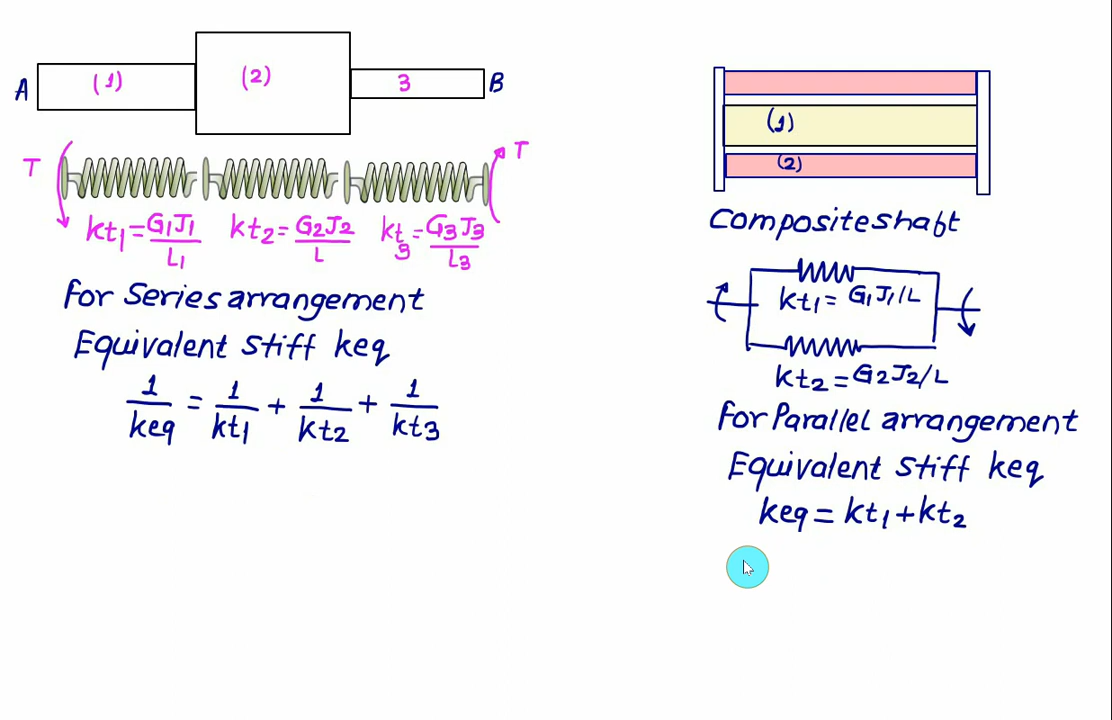 A (1) (2) 3 B
T T
kt1 = G1J1/L1 kt2 = G2J2/L kt3 = G3J3/L3
for Series arrangement
Equivalent stiff keq
1/keq = 1/kt1 + 1/kt2 + 1/kt3
(1)
(2)
Composite shaft
kt1 = G1J1/L
kt2 = G2J2/L
for Parallel arrangement
Equivalent stiff keq
keq = kt1 + kt2